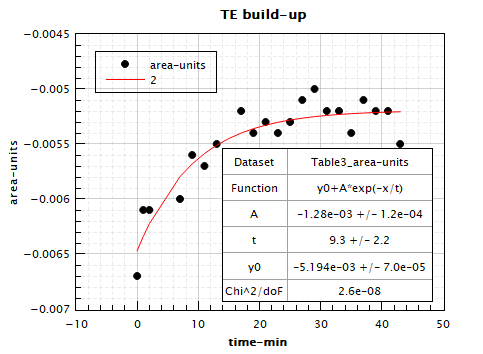 TE build-up
area-units
2
-0.0045
-0.005
-0.0055
-0.006
-0.0065
-0.007
area-units
Dataset Table3_area-units
Function y0+A*exp(-x/t)
A -1.28e-03 +/- 1.2e-04
t 9.3 +/- 2.2
y0 -5.194e-03 +/- 7.0e-05
Chi^2/doF 2.6e-08
-10 0 10 20 30 40 50
time-min